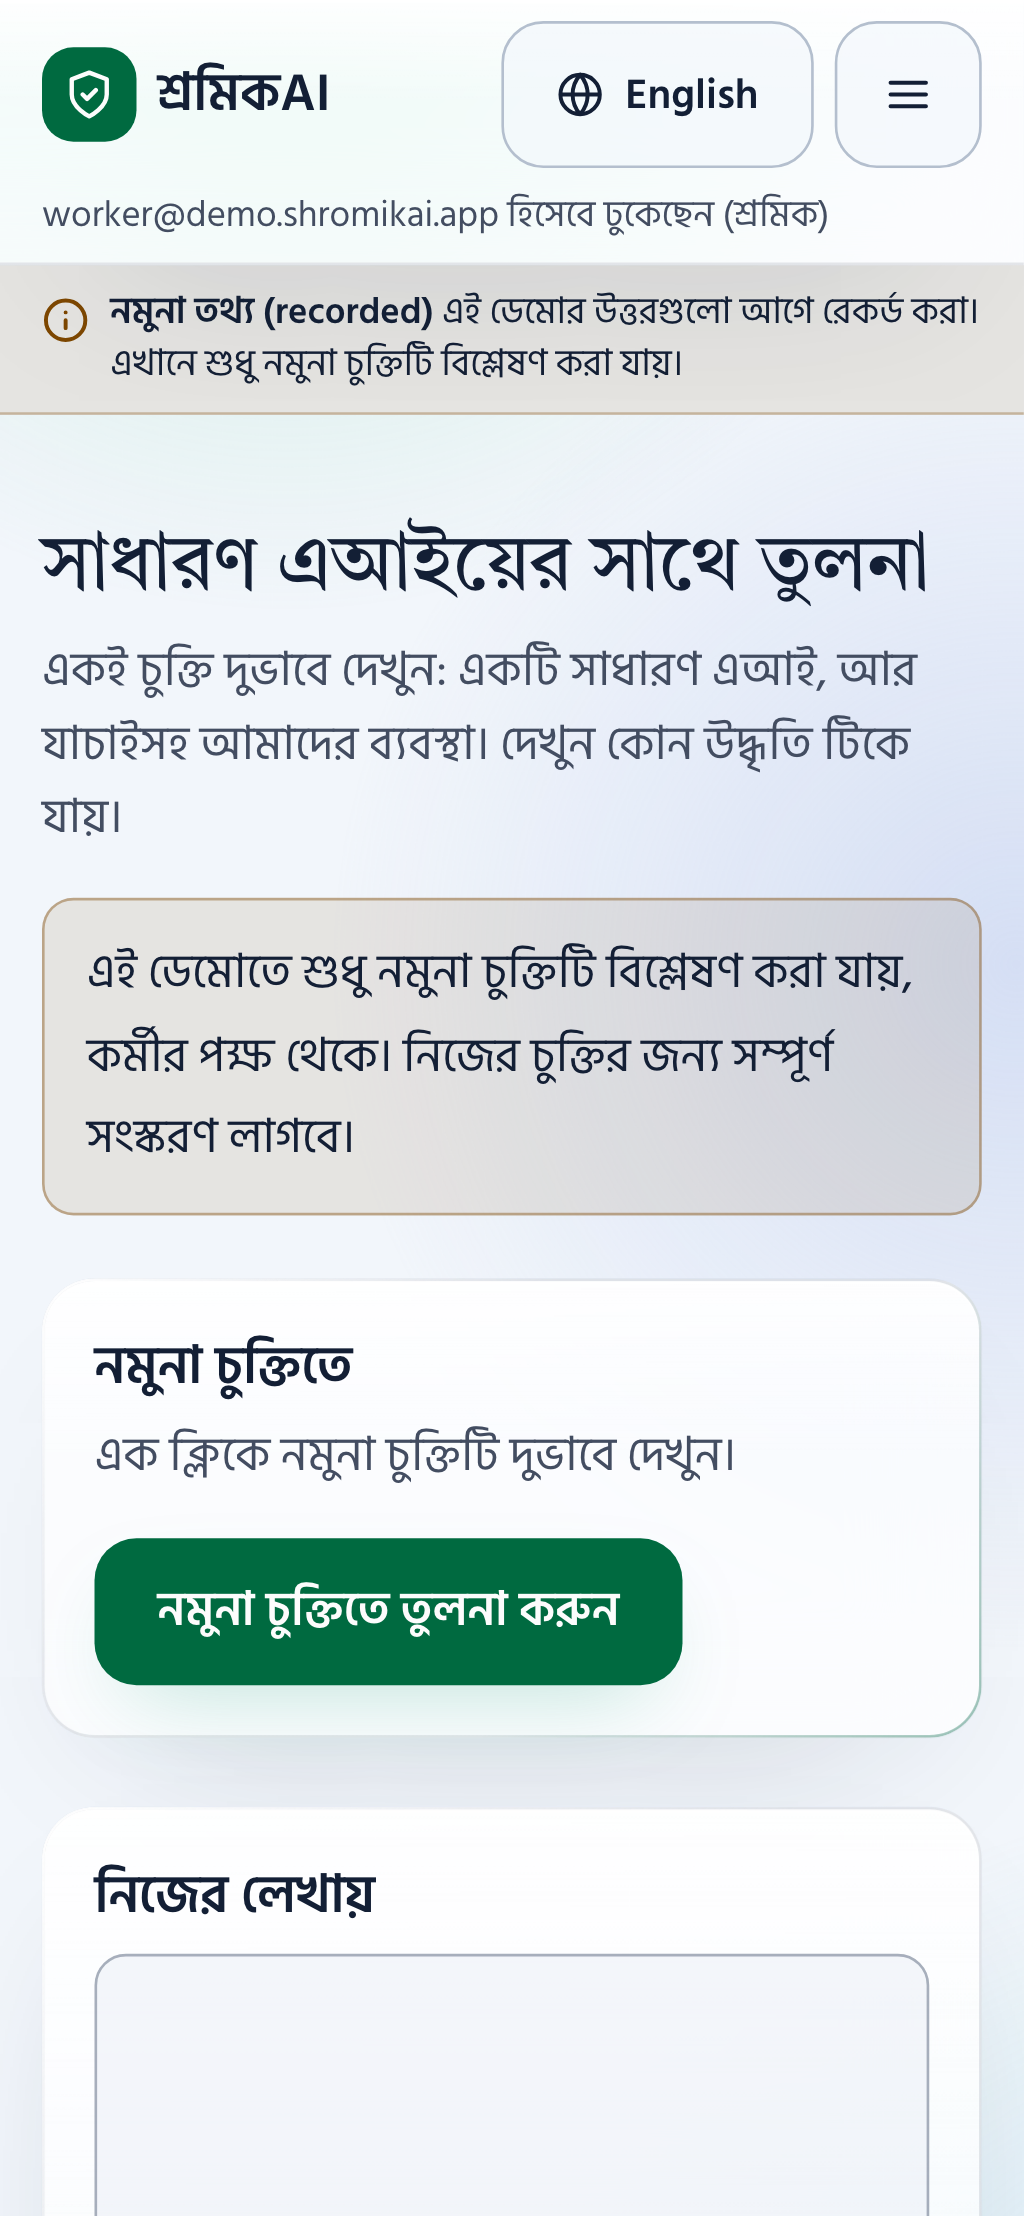 শ্রমিকAI
English
worker@demo.shromikai.app হিসেবে ঢুকেছেন (শ্রমিক)
নমুনা তথ্য (recorded) এই ডেমোর উত্তরগুলো আগে রেকর্ড করা।
এখানে শুধু নমুনা চুক্তিটি বিশ্লেষণ করা যায়।
সাধারণ এআইয়ের সাথে তুলনা
একই চুক্তি দুভাবে দেখুন: একটি সাধারণ এআই, আর
যাচাইসহ আমাদের ব্যবস্থা। দেখুন কোন উদ্ধৃতি টিকে
যায়।
এই ডেমোতে শুধু নমুনা চুক্তিটি বিশ্লেষণ করা যায়,
কর্মীর পক্ষ থেকে। নিজের চুক্তির জন্য সম্পূর্ণ
সংস্করণ লাগবে।
নমুনা চুক্তিতে
এক ক্লিকে নমুনা চুক্তিটি দুভাবে দেখুন।
নমুনা চুক্তিতে তুলনা করুন
নিজের লেখায়